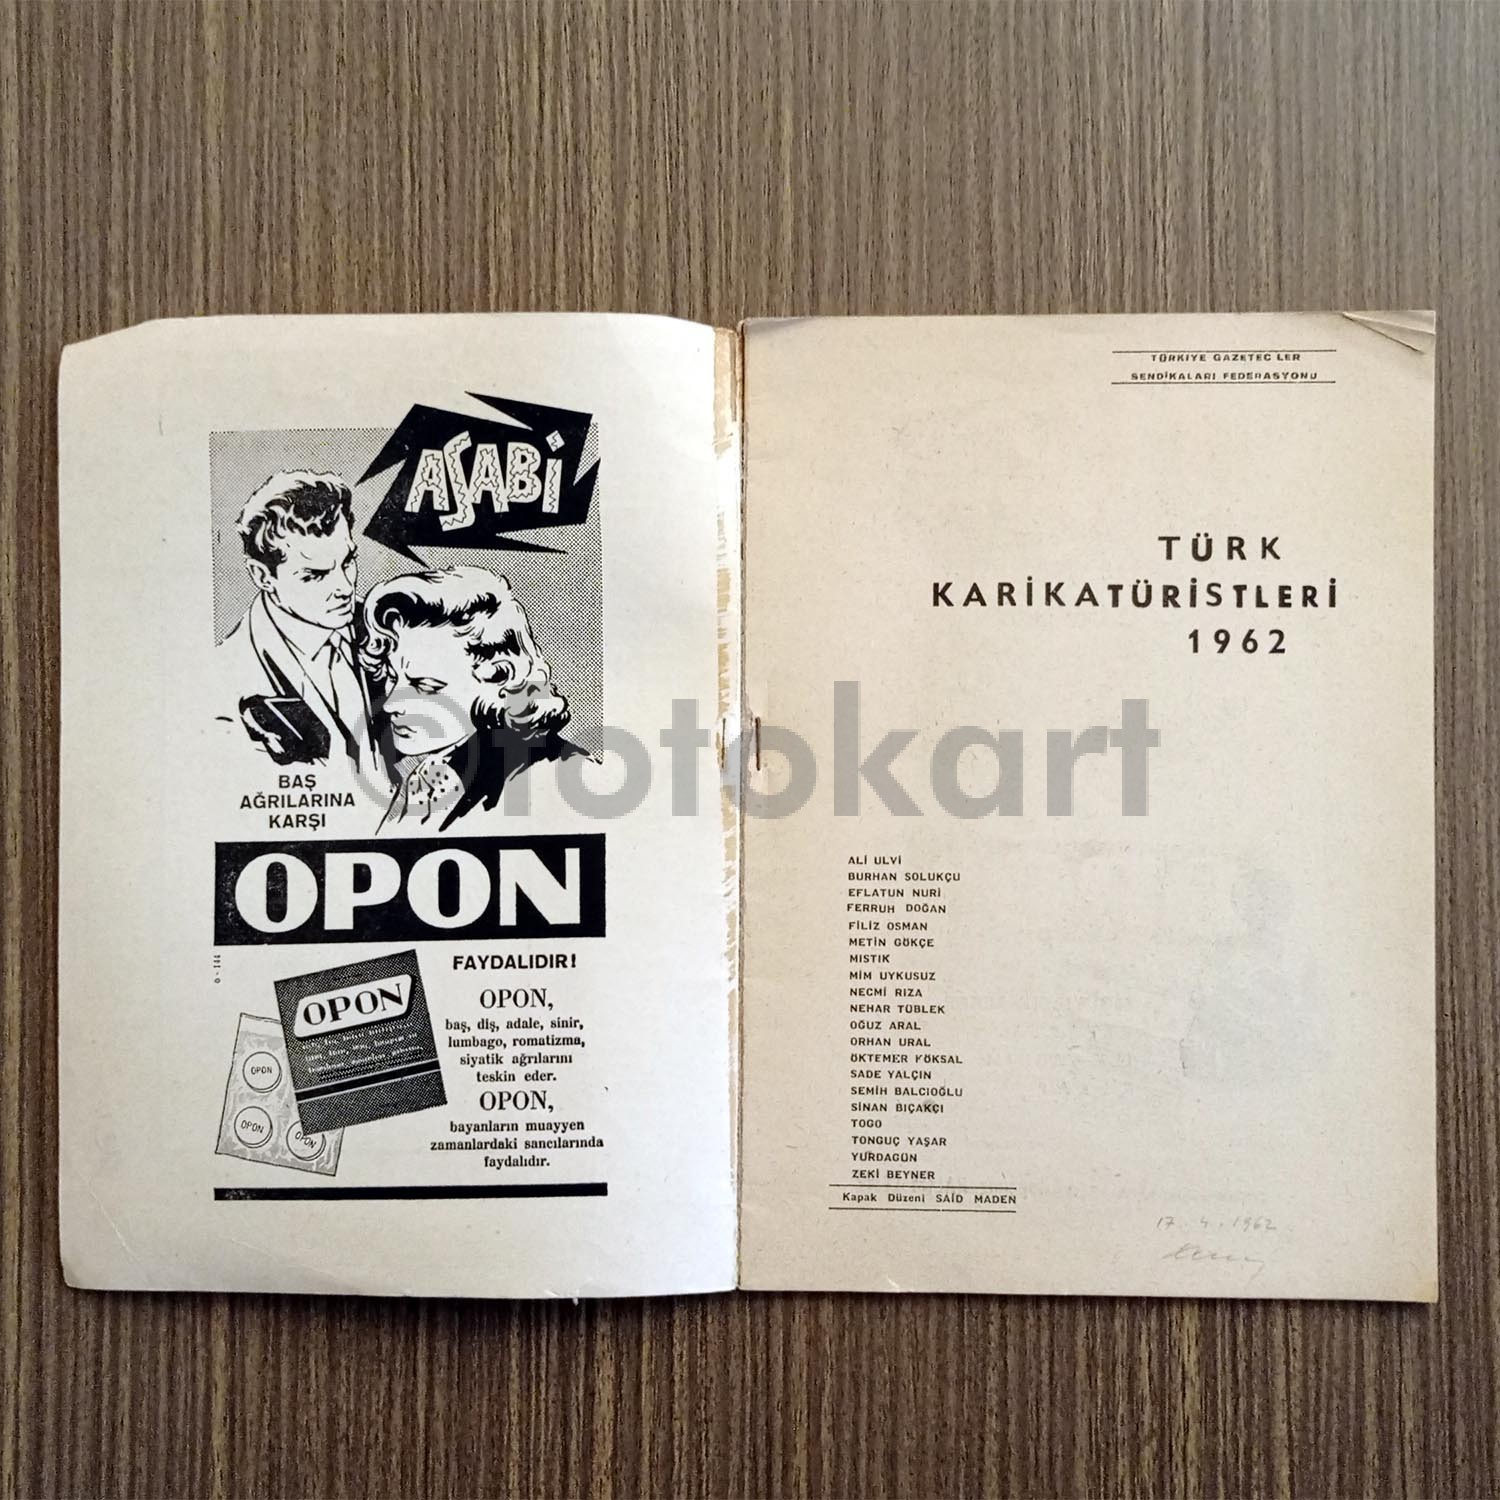 ASABİ
BAŞ
AĞRILARINA
KARŞI
OPON
O - 144
FAYDALIDIR!
OPON,
baş, diş, adale, sinir,
lumbago, romatizma,
siyatik ağrılarını
teskin eder.
OPON,
bayanların muayyen
zamanlardaki sancılarında
faydalıdır.
OPON
OPON
OPON
OPON
TÜRKİYE GAZETEC LER
SENDİKALARI FEDERASYONU
TÜRK
KARİKATÜRİSTLERİ
1962
©fotokart
ALİ ULVİ
BURHAN SOLUKÇU
EFLATUN NURİ
FERRUH DOĞAN
FİLİZ OSMAN
METİN GÖKÇE
MISTIK
MİM UYKUSUZ
NECMİ RIZA
NEHAR TÜBLEK
OĞUZ ARAL
ORHAN URAL
ÖKTEMER KÖKSAL
SADE YALÇIN
SEMİH BALCIOĞLU
SİNAN BIÇAKÇI
TOGO
TONGUÇ YAŞAR
YURDAGÜN
ZEKİ BEYNER
Kapak Düzeni SAİD MADEN
17.4.1962